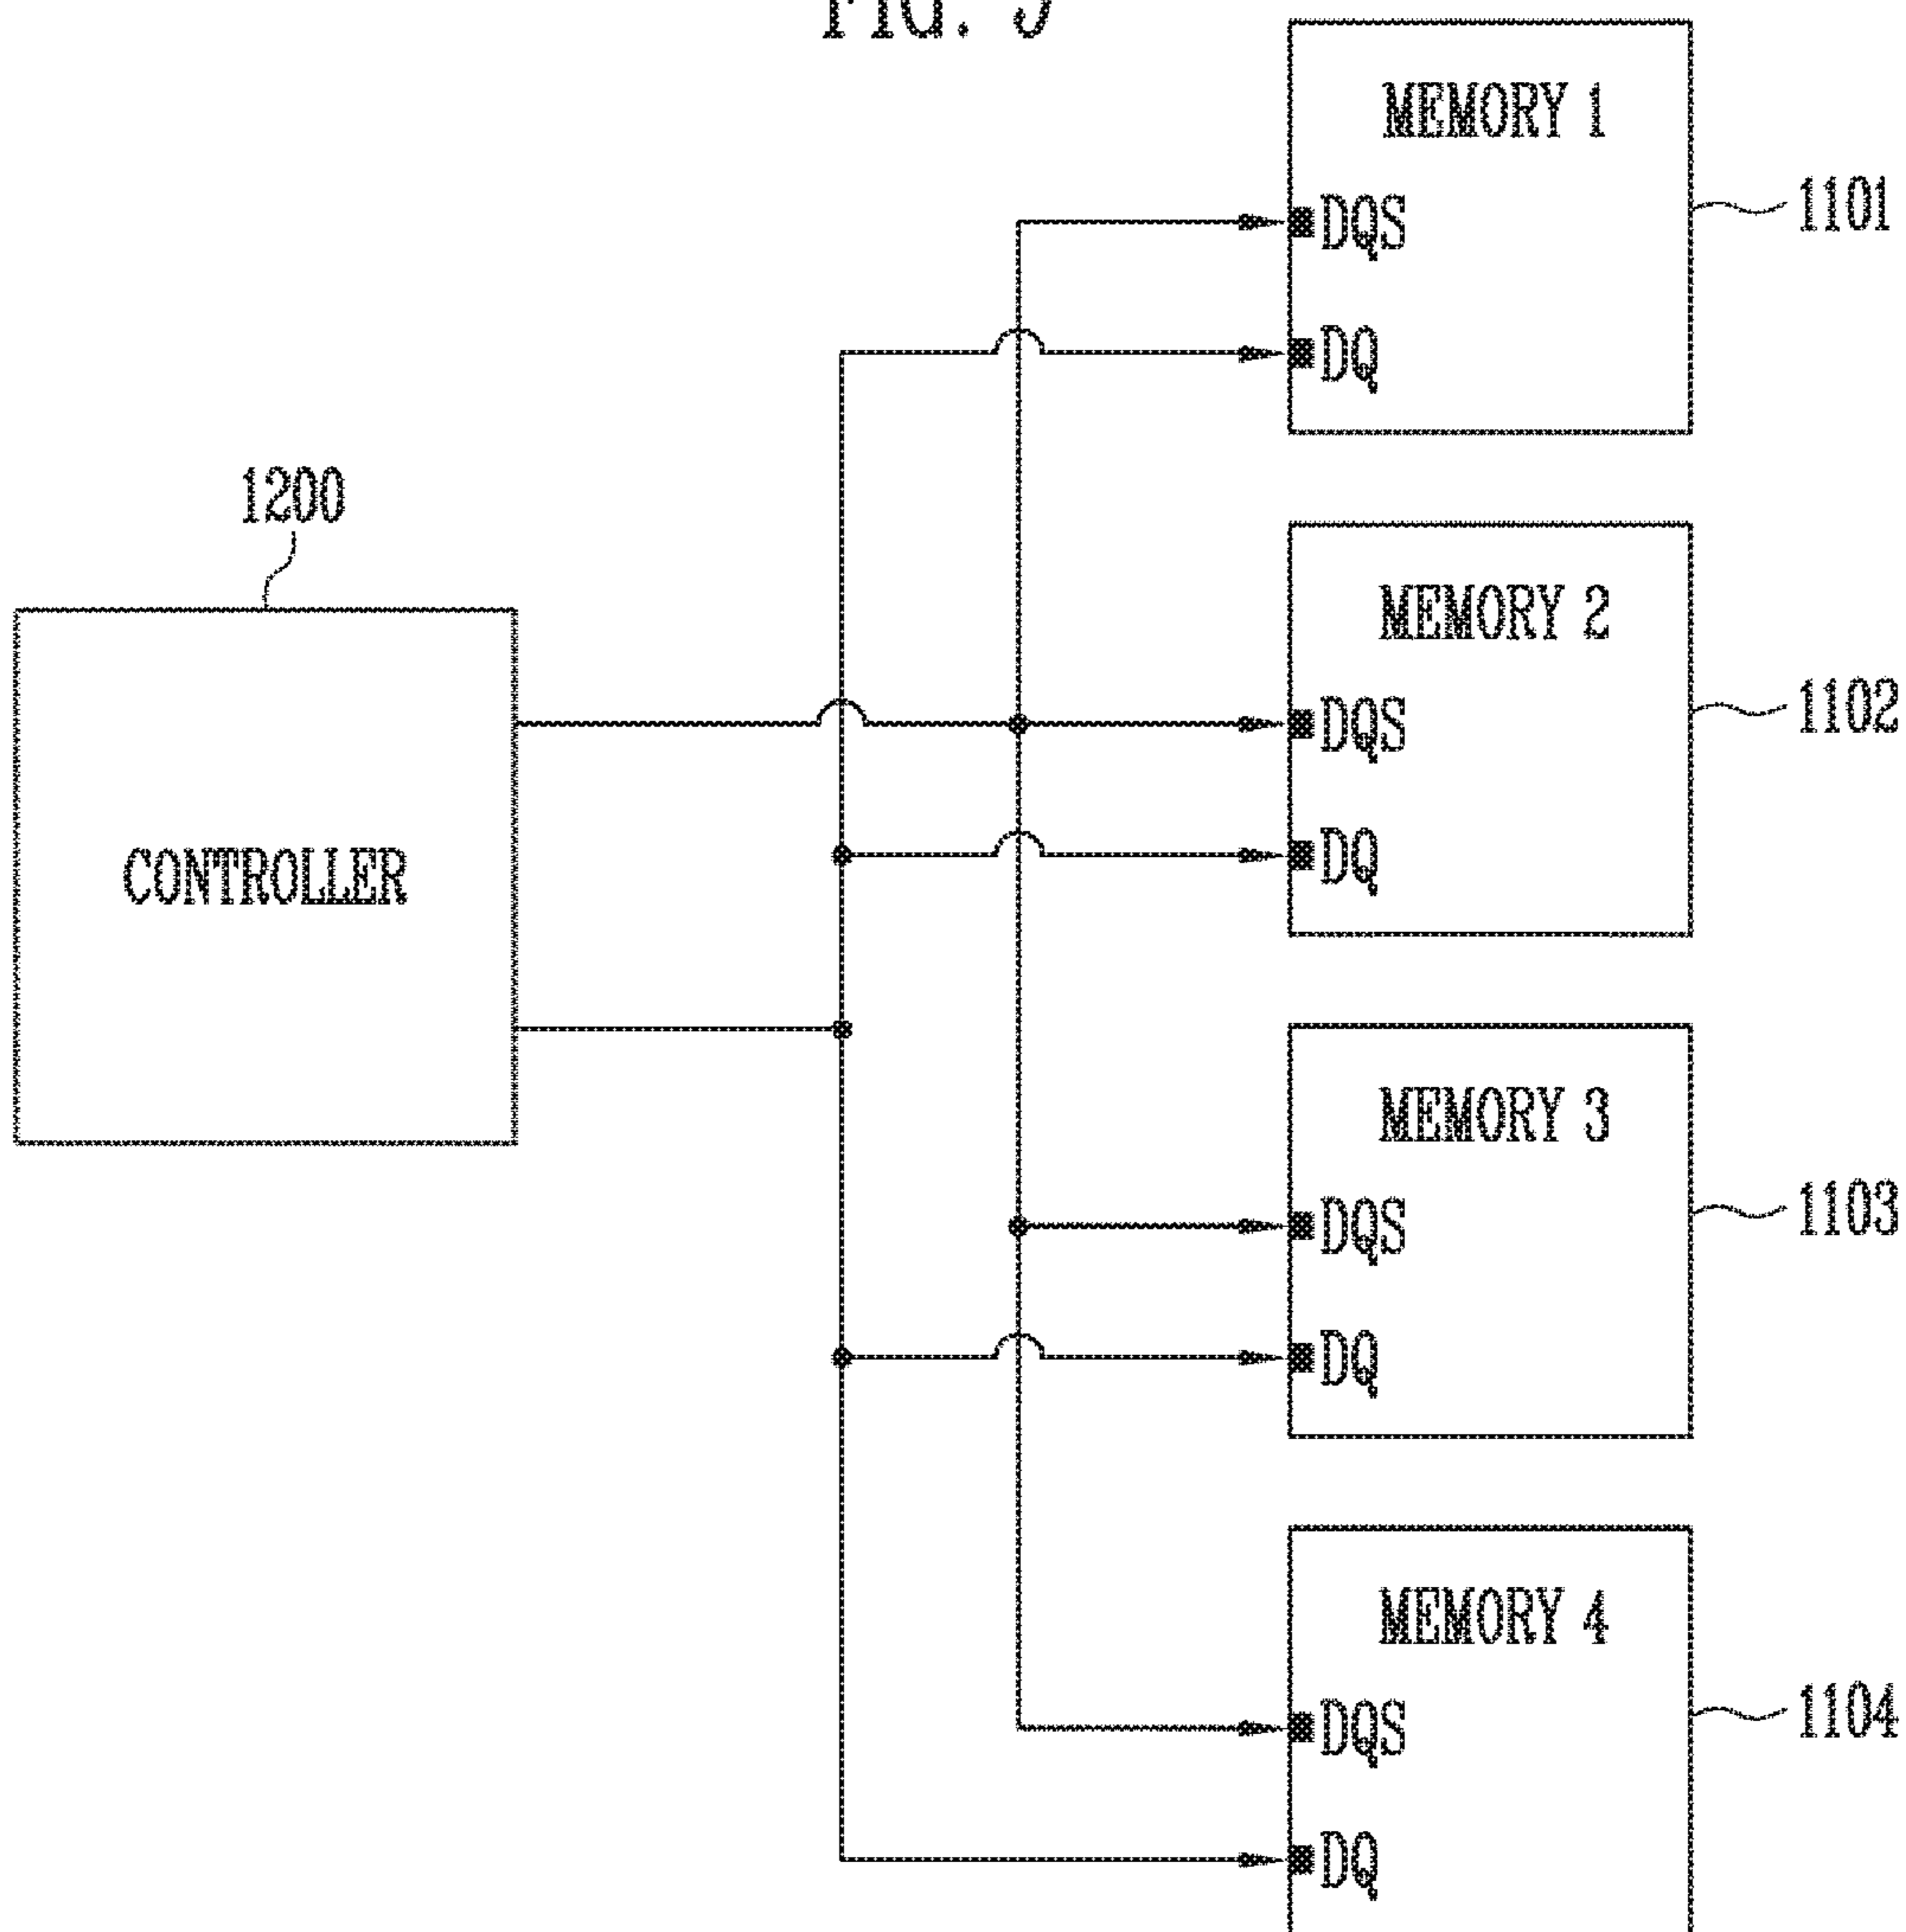 MEMORY 1
DQS
1101
DQ
1200
MEMORY 2
DQS
1102
DQ
CONTROLLER
MEMORY 3
DQS
1103
DQ
MEMORY 4
DQS
1104
DQ